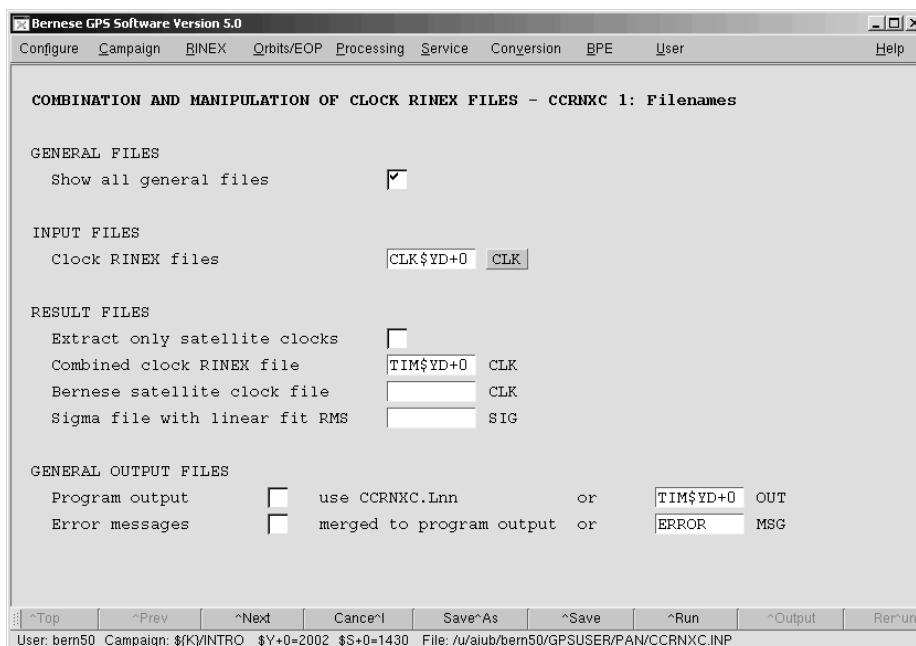 Bernese GPS Software Version 5.0
Configure Campaign RINEX Orbits/EOP Processing Service Conversion BPE User Help
COMBINATION AND MANIPULATION OF CLOCK RINEX FILES - CCRNXC 1: Filenames
GENERAL FILES
Show all general files
INPUT FILES
Clock RINEX files CLK$YD+0 CLK
RESULT FILES
Extract only satellite clocks
Combined clock RINEX file TIM$YD+0 CLK
Bernese satellite clock file CLK
Sigma file with linear fit RMS SIG
GENERAL OUTPUT FILES
Program output use CCRNXC.Lnn or TIM$YD+0 OUT
Error messages merged to program output or ERROR MSG
^Top ^Prev ^Next Cance^l Save^As ^Save ^Run ^Output Rer^un
User: bern50 Campaign: ${K}/INTRO $Y+0=2002 $S+0=1430 File: /u/aiub/bern50/GPSUSER/PAN/CCRNXC.INP